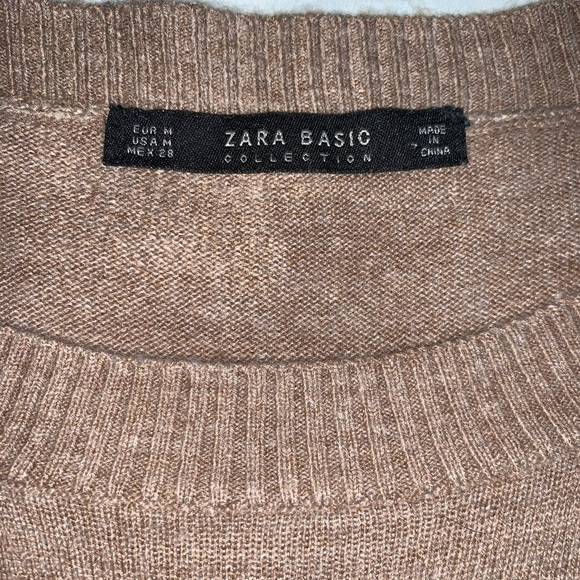 EUR M
USA M
MEX 28
ZARA BASIC
COLLECTION
MADE
IN
CHINA